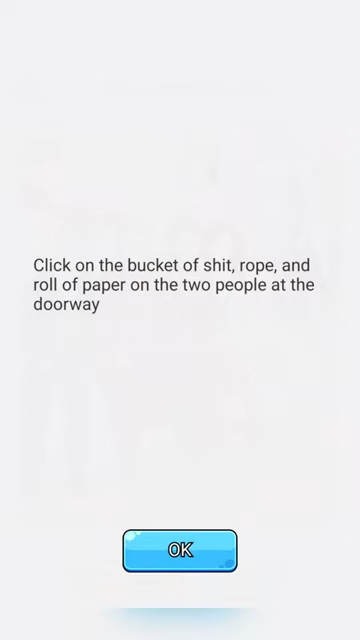 Click on the bucket of shit, rope, and
roll of paper on the two people at the
doorway
OK